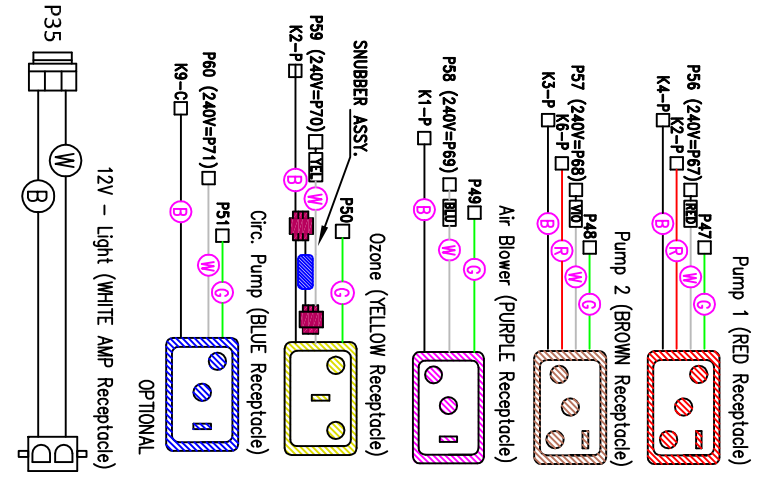 P35
W
B
12V - Light (WHITE AMP Receptacle)
P60 (240V=P71)
K9-C
P51
B
W
G
Circ. Pump (BLUE Receptacle)
OPTIONAL
P59 (240V=P70)
K2-P
YEL
SNUBBER ASSY.
P50
B
W
G
Ozone (YELLOW Receptacle)
P58 (240V=P69)
K1-P
BLU
P49
B
W
G
Air Blower (PURPLE Receptacle)
P57 (240V=P68)
K3-P
K6-P
VIO
P48
B
R
W
G
Pump 2 (BROWN Receptacle)
P56 (240V=P67)
K4-P
K2-P
RED
P47
B
R
W
G
Pump 1 (RED Receptacle)